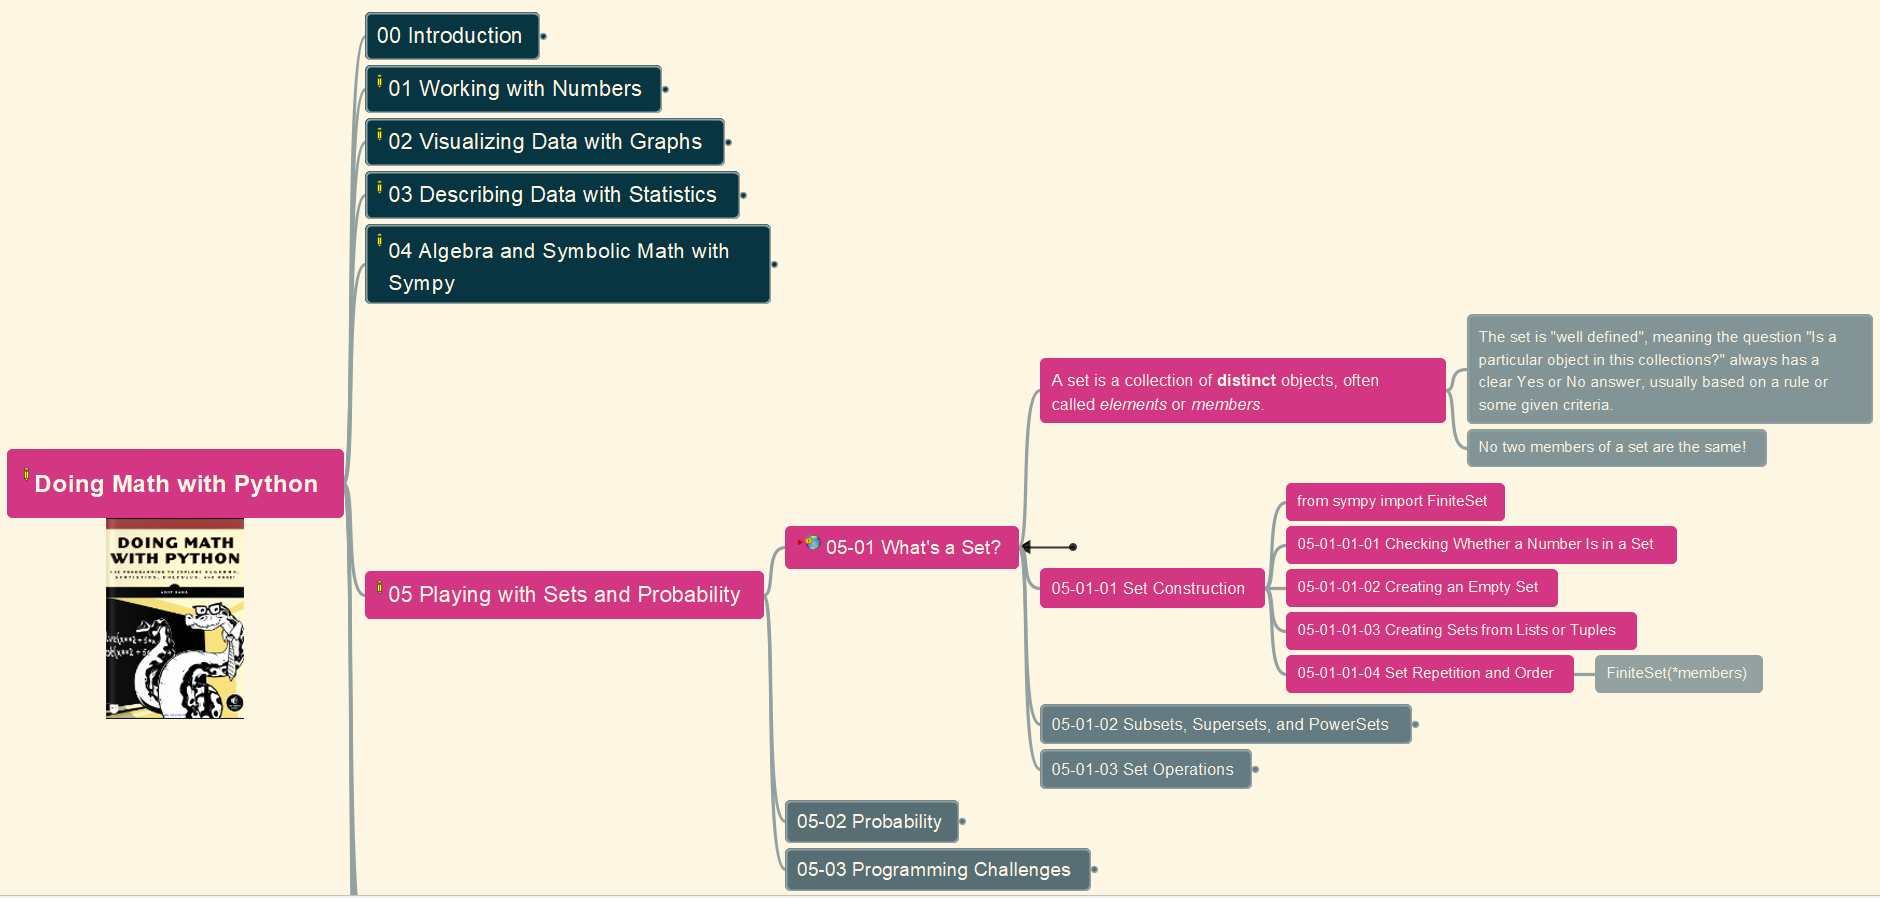 00 Introduction
01 Working with Numbers
02 Visualizing Data with Graphs
03 Describing Data with Statistics
04 Algebra and Symbolic Math with
Sympy
Doing Math with Python
DOING MATH
WITH PYTHON
05 Playing with Sets and Probability
05-01 What's a Set?
A set is a collection of distinct objects, often
called elements or members.
The set is "well defined", meaning the question "Is a
particular object in this collections?" always has a
clear Yes or No answer, usually based on a rule or
some given criteria.
No two members of a set are the same!
05-01-01 Set Construction
from sympy import FiniteSet
05-01-01-01 Checking Whether a Number Is in a Set
05-01-01-02 Creating an Empty Set
05-01-01-03 Creating Sets from Lists or Tuples
05-01-01-04 Set Repetition and Order
FiniteSet(*members)
05-01-02 Subsets, Supersets, and PowerSets
05-01-03 Set Operations
05-02 Probability
05-03 Programming Challenges